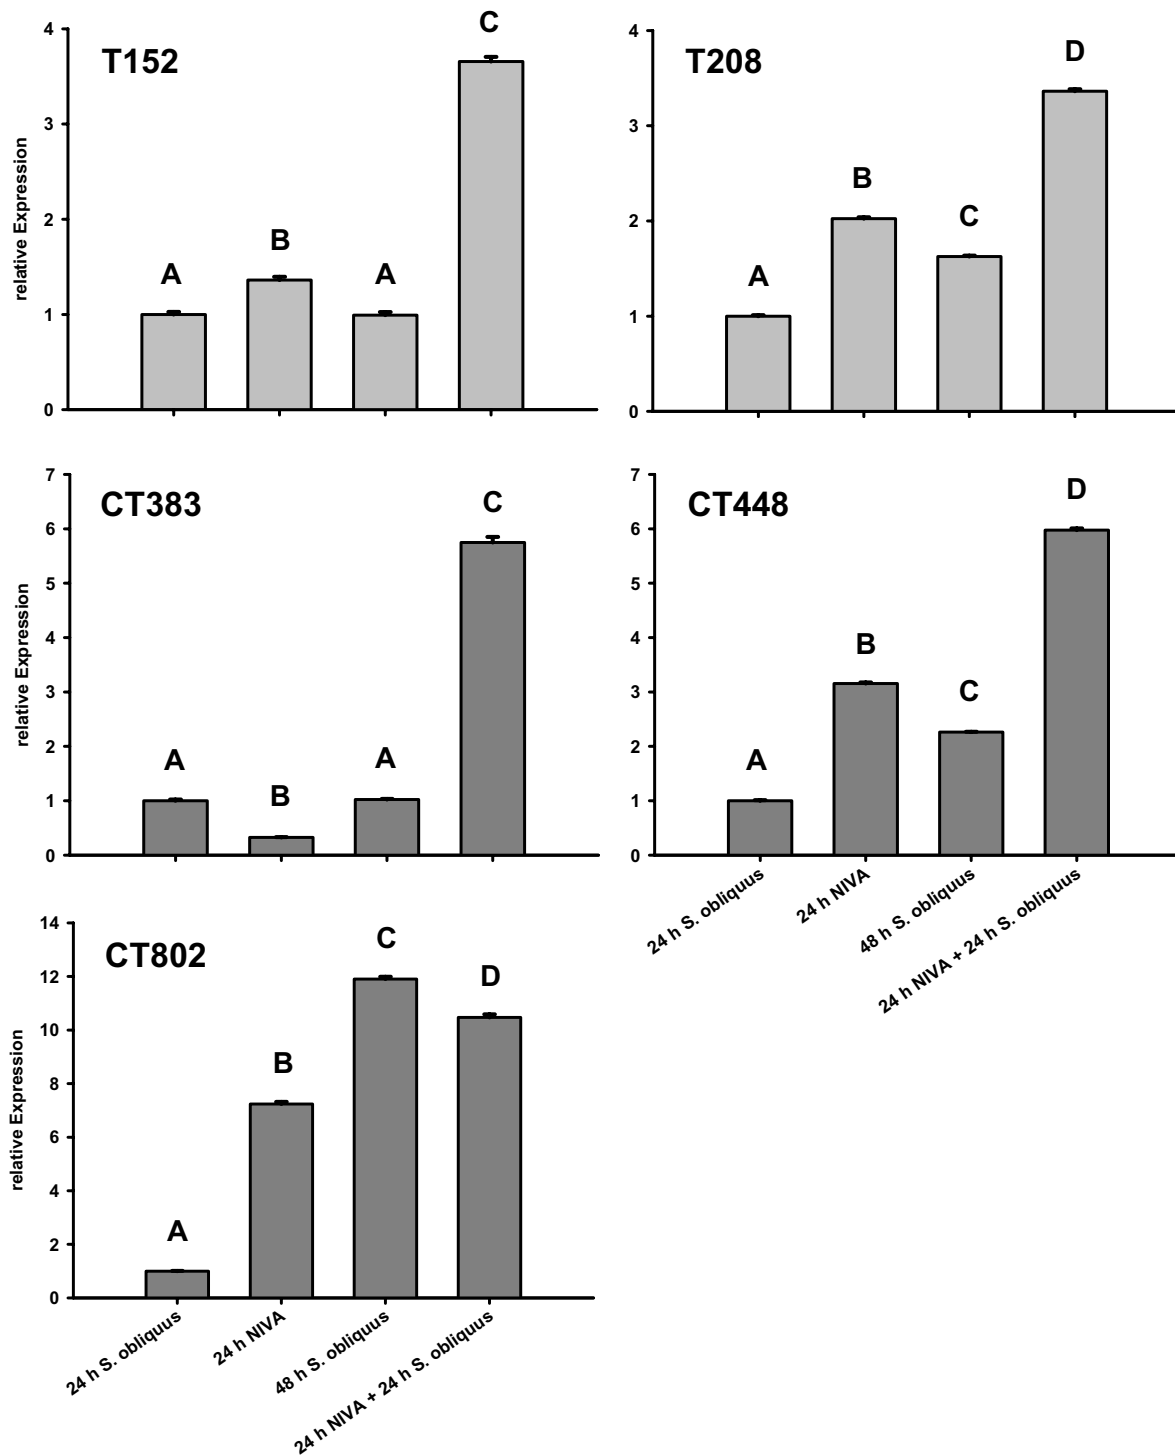 T152
relative Expression
4
3
2
1
0
A
B
A
C
T208
4
3
2
1
0
A
B
C
D
CT383
relative Expression
7
6
5
4
3
2
1
0
A
B
A
C
CT448
7
6
5
4
3
2
1
0
A
B
C
D
24 h S. obliquus
24 h NIVA
48 h S. obliquus
24 h NIVA + 24 h S. obliquus
CT802
relative Expression
14
12
10
8
6
4
2
0
A
B
C
D
24 h S. obliquus
24 h NIVA
48 h S. obliquus
24 h NIVA + 24 h S. obliquus